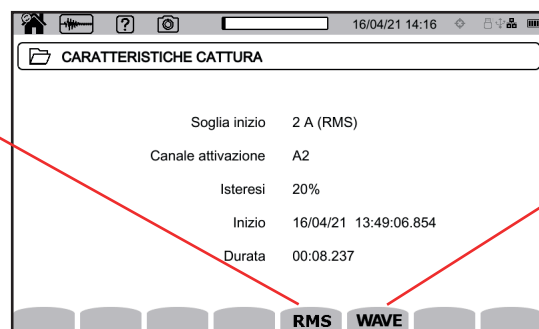 ? 16/04/21 14:16
CARATTERISTICHE CATTURA
Soglia inizio 2 A (RMS)
Canale attivazione A2
Isteresi 20%
Inizio 16/04/21 13:49:06.854
Durata 00:08.237
RMS WAVE